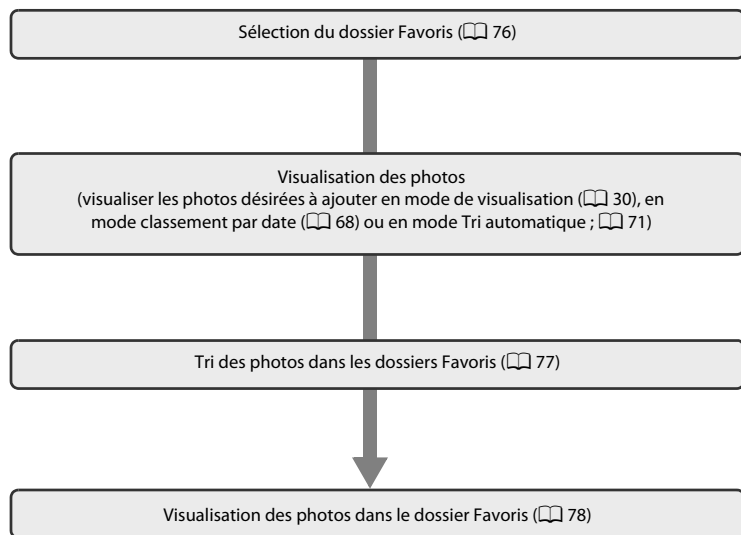 Sélection du dossier Favoris (📖 76)
Visualisation des photos
(visualiser les photos désirées à ajouter en mode de visualisation (📖 30), en
mode classement par date (📖 68) ou en mode Tri automatique ; 📖 71)
Tri des photos dans les dossiers Favoris (📖 77)
Visualisation des photos dans le dossier Favoris (📖 78)